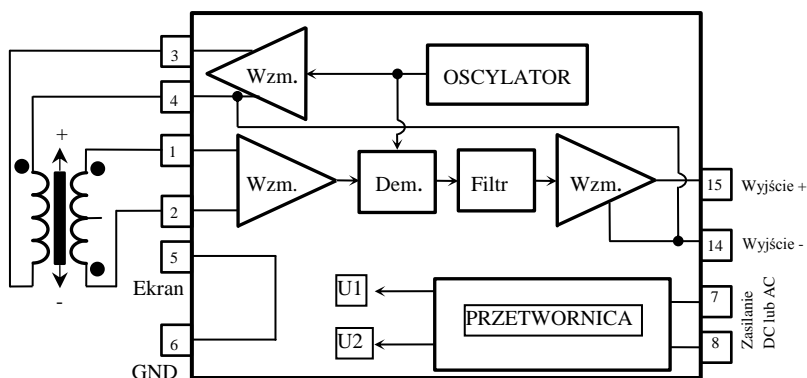 3
Wzm.
OSCYLATOR
4
+
1
Wzm.
Dem.
Filtr
Wzm.
15
Wyjście +
2
14
Wyjście -
5
-
Ekran
U1
7
PRZETWORNICA
Zasilanie
DC lub AC
6
U2
8
GND